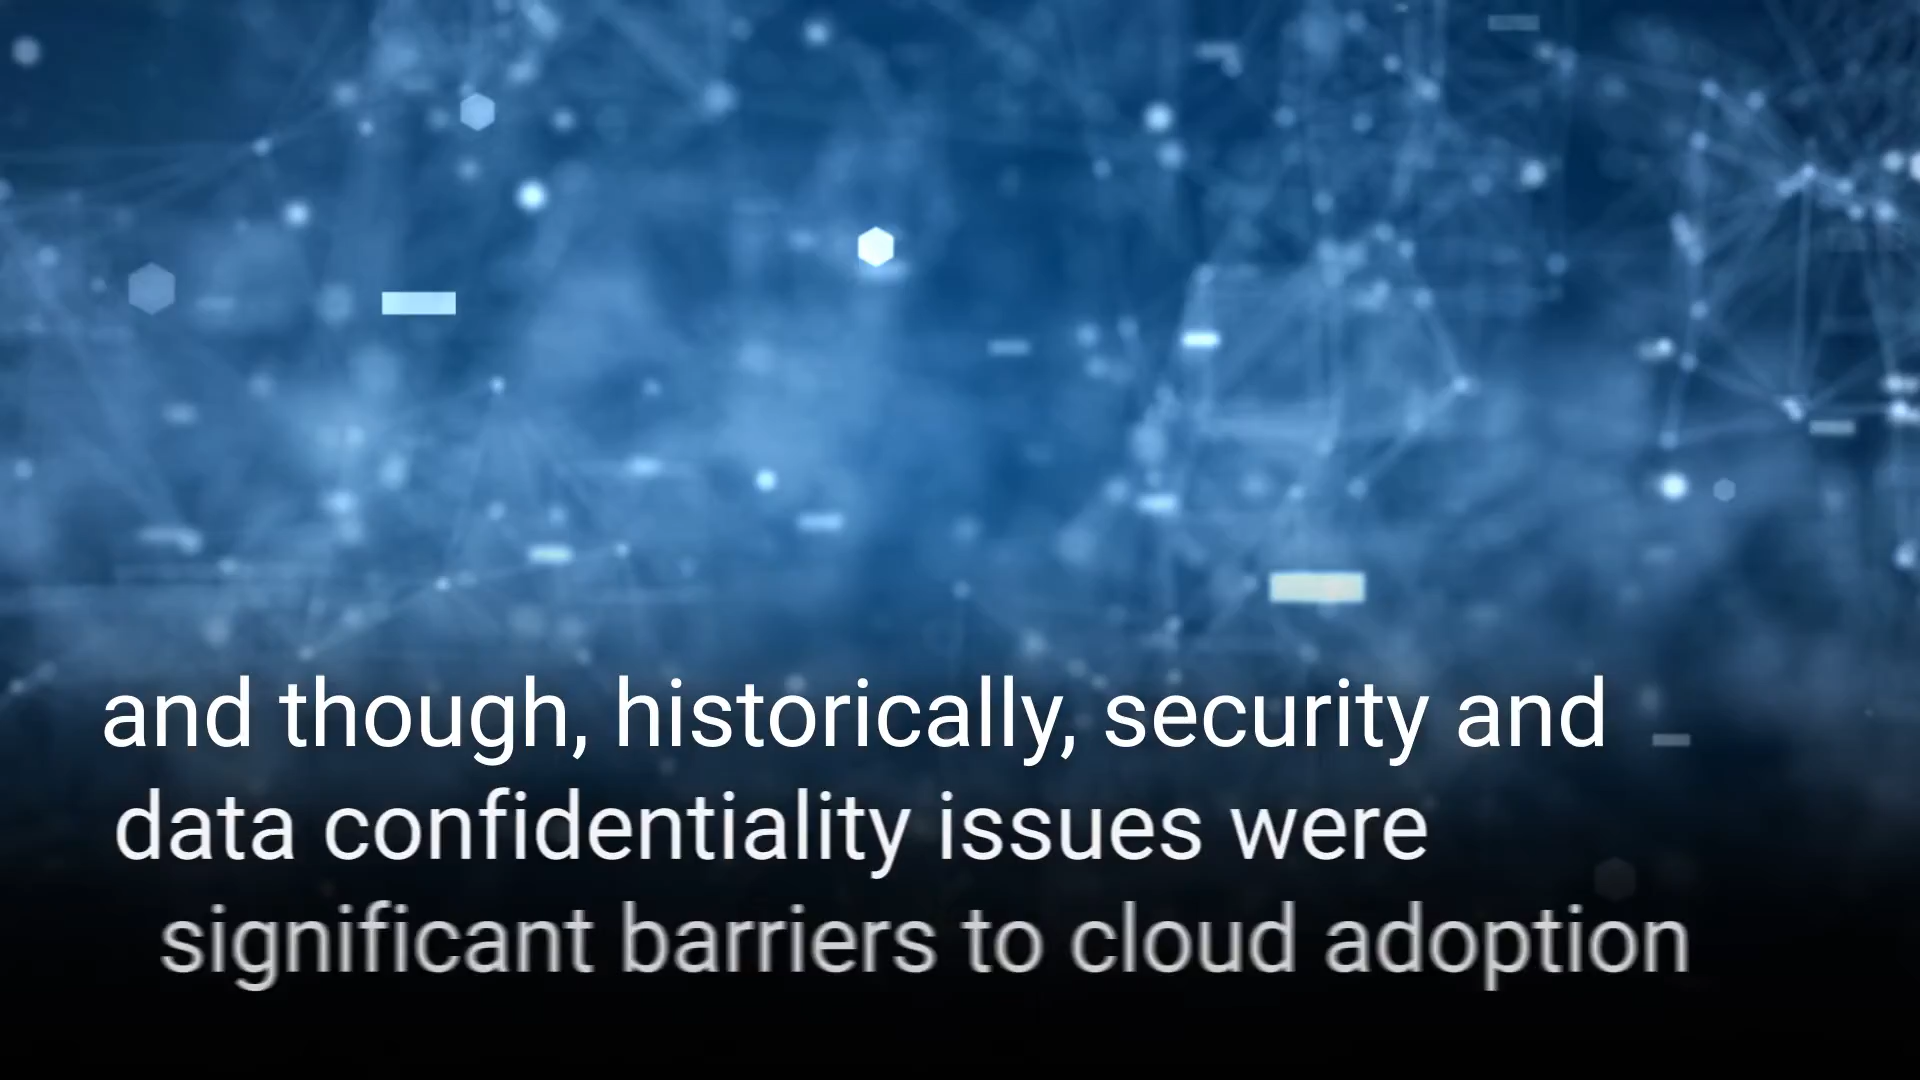 and though, historically, security and
data confidentiality issues were
significant barriers to cloud adoption